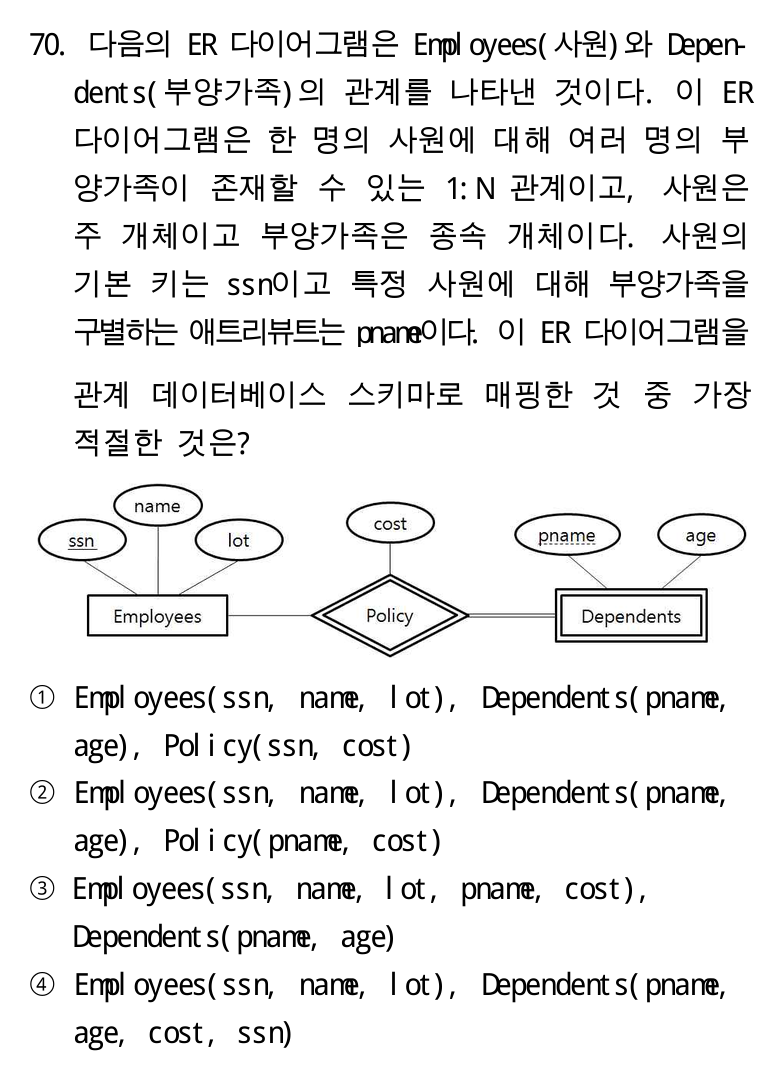 70. 다음의 ER 다이어그램은 Employees(사원)와 Depen-
dents(부양가족)의 관계를 나타낸 것이다. 이 ER
다이어그램은 한 명의 사원에 대해 여러 명의 부
양가족이 존재할 수 있는 1:N 관계이고, 사원은
주 개체이고 부양가족은 종속 개체이다. 사원의
기본 키는 ssn이고 특정 사원에 대해 부양가족을
구별하는 애트리뷰트는 pname이다. 이 ER 다이어그램을
관계 데이터베이스 스키마로 매핑한 것 중 가장
적절한 것은?
name
cost
ssn
lot
pname
age
Employees
Policy
Dependents
① Employees(ssn, name, lot), Dependents(pname,
age), Policy(ssn, cost)
② Employees(ssn, name, lot), Dependents(pname,
age), Policy(pname, cost)
③ Employees(ssn, name, lot, pname, cost),
Dependents(pname, age)
④ Employees(ssn, name, lot), Dependents(pname,
age, cost, ssn)